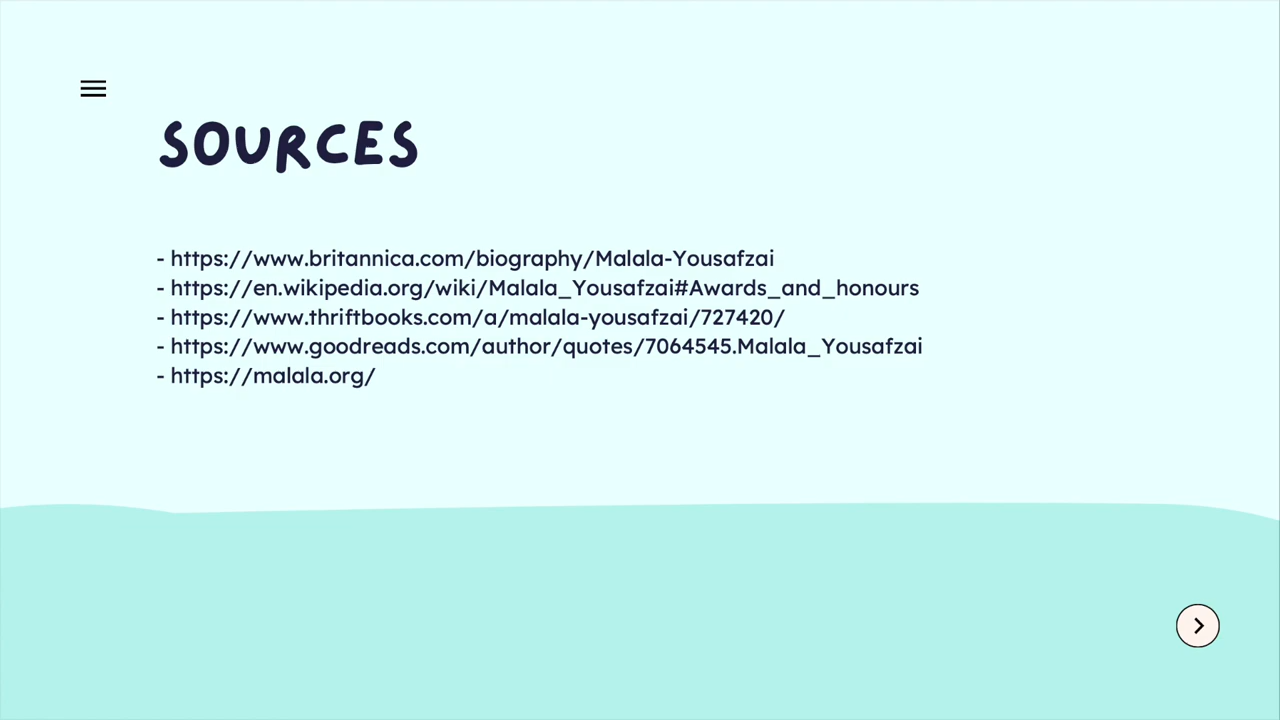 SOURCES
- https://www.britannica.com/biography/Malala-Yousafzai
- https://en.wikipedia.org/wiki/Malala_Yousafzai#Awards_and_honours
- https://www.thriftbooks.com/a/malala-yousafzai/727420/
- https://www.goodreads.com/author/quotes/7064545.Malala_Yousafzai
- https://malala.org/